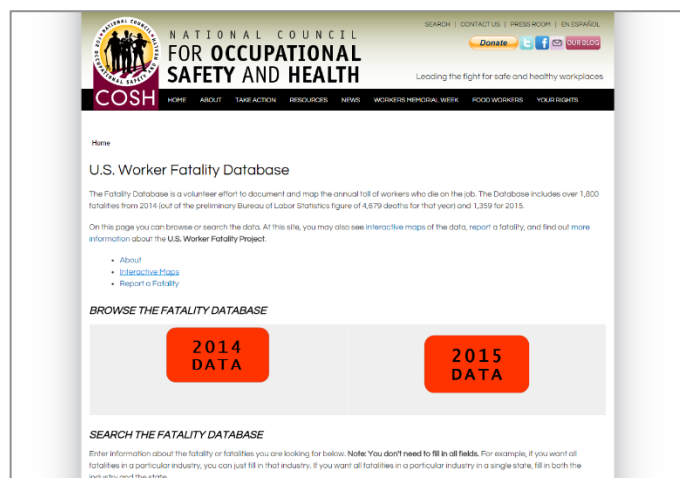 SEARCH | CONTACT US | PRESS ROOM | EN ESPAÑOL
NATIONAL COUNCIL
FOR OCCUPATIONAL
SAFETY AND HEALTH
Donate
OUR BLOG
Leading the fight for safe and healthy workplaces
COSH
HOME ABOUT TAKE ACTION RESOURCES NEWS WORKERS MEMORIAL WEEK FOOD WORKERS YOUR RIGHTS
Home
U.S. Worker Fatality Database
The Fatality Database is a volunteer effort to document and map the annual toll of workers who die on the job. The Database includes over 1,800
fatalities from 2014 (out of the preliminary Bureau of Labor Statistics figure of 4,679 deaths for that year) and 1,359 for 2015.
On this page you can browse or search the data. At this site, you may also see interactive maps of the data, report a fatality, and find out more
information about the U.S. Worker Fatality Project.
• About
• Interactive Maps
• Report a Fatality
BROWSE THE FATALITY DATABASE
2014
DATA
2015
DATA
SEARCH THE FATALITY DATABASE
Enter information about the fatality or fatalities you are looking for below. Note: You don't need to fill in all fields. For example, if you want all
fatalities in a particular industry, you can just fill in that industry. If you want all fatalities in a particular industry in a single state, fill in both the
industry and the state.